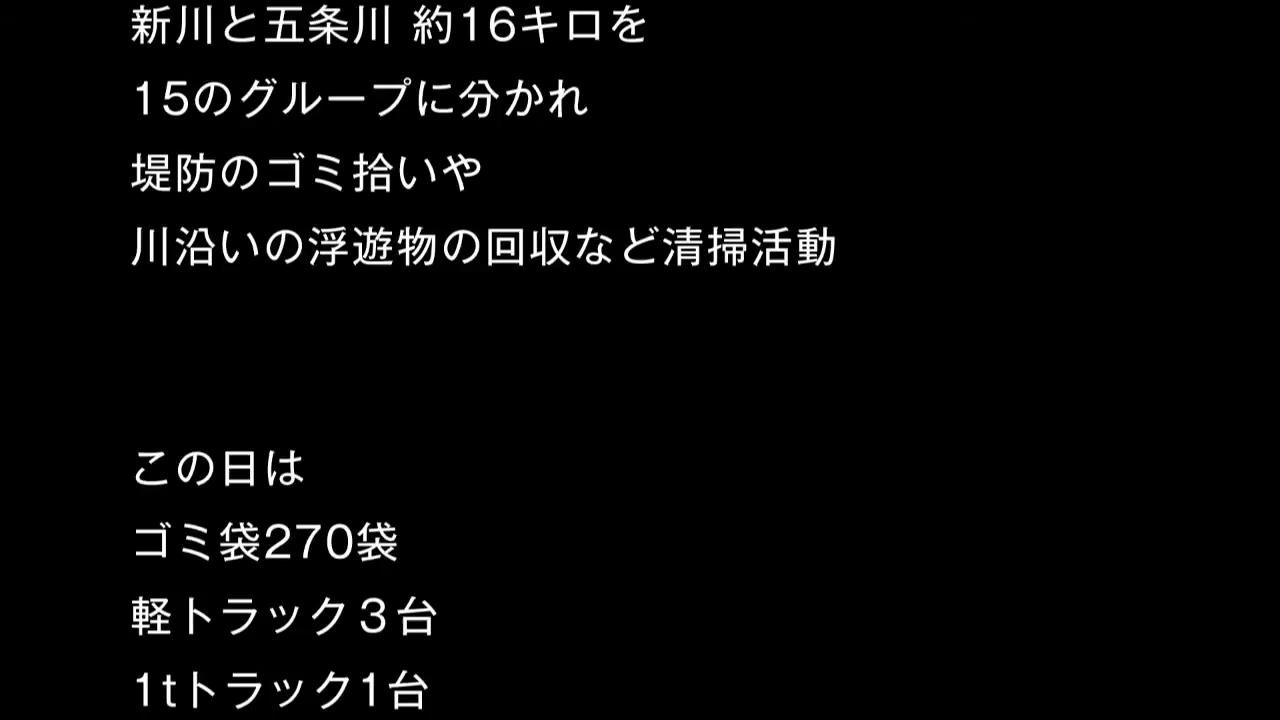 新川と五条川 約16キロを
15のグループに分かれ
堤防のゴミ拾いや
川沿いの浮遊物の回収など清掃活動
この日は
ゴミ袋270袋
軽トラック３台
1tトラック1台